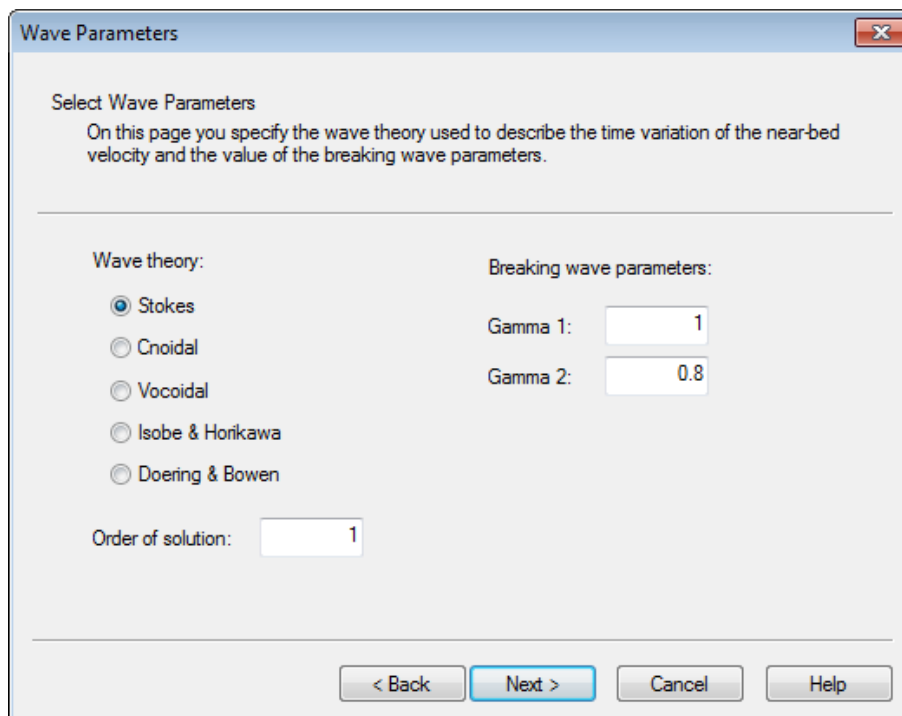 Wave Parameters
Select Wave Parameters
On this page you specify the wave theory used to describe the time variation of the near-bed
velocity and the value of the breaking wave parameters.
Wave theory:
Stokes
Cnoidal
Vocoidal
Isobe & Horikawa
Doering & Bowen
Order of solution: 1
Breaking wave parameters:
Gamma 1: 1
Gamma 2: 0.8
< Back Next > Cancel Help